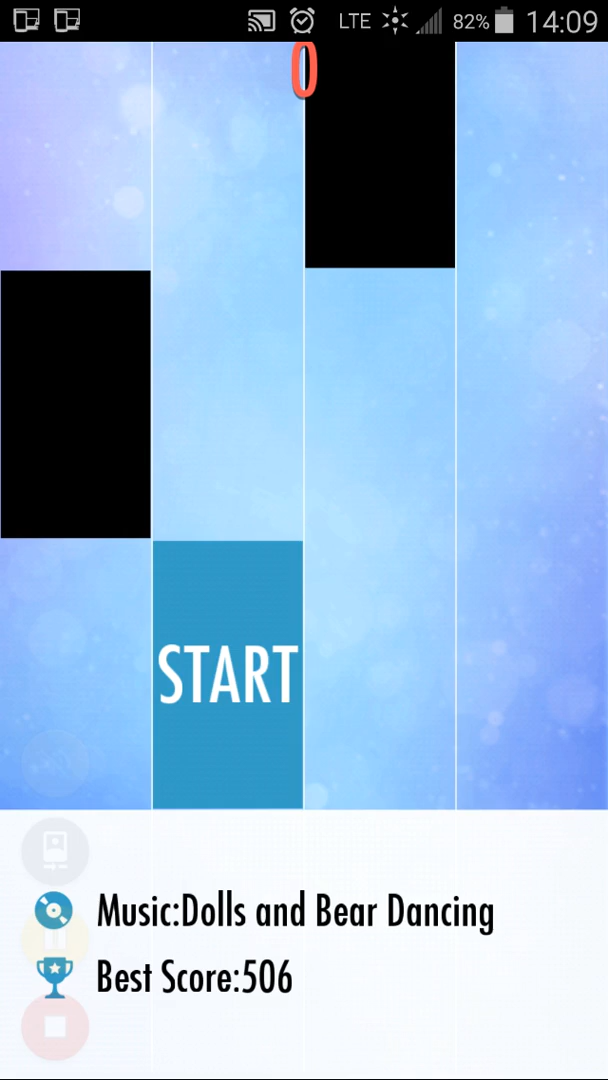 LTE 82% 14:09
0
START
Music:Dolls and Bear Dancing
Best Score:506